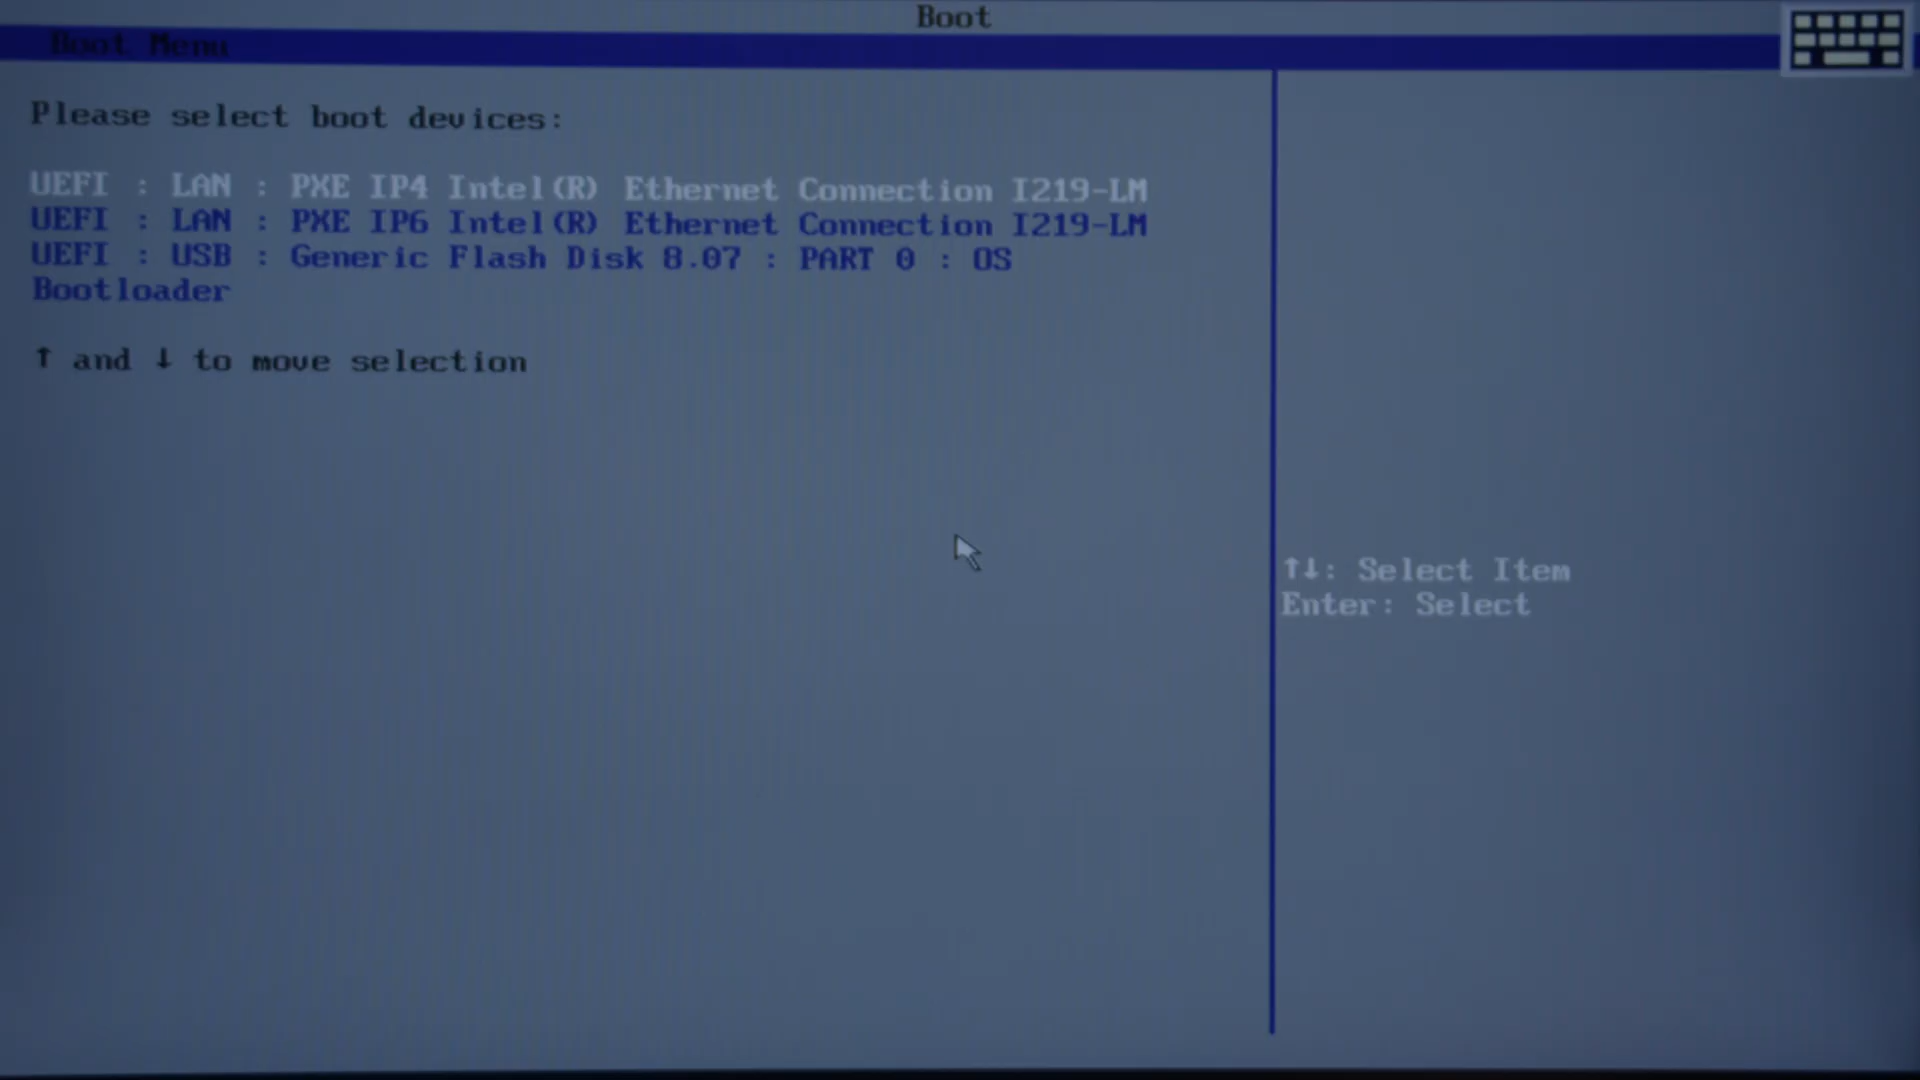 Boot
Boot Menu
Please select boot devices:
UEFI : LAN : PXE IP4 Intel(R) Ethernet Connection I219-LM
UEFI : LAN : PXE IP6 Intel(R) Ethernet Connection I219-LM
UEFI : USB : Generic Flash Disk 8.07 : PART 0 : OS
Bootloader
↑ and ↓ to move selection
↑↓: Select Item
Enter: Select